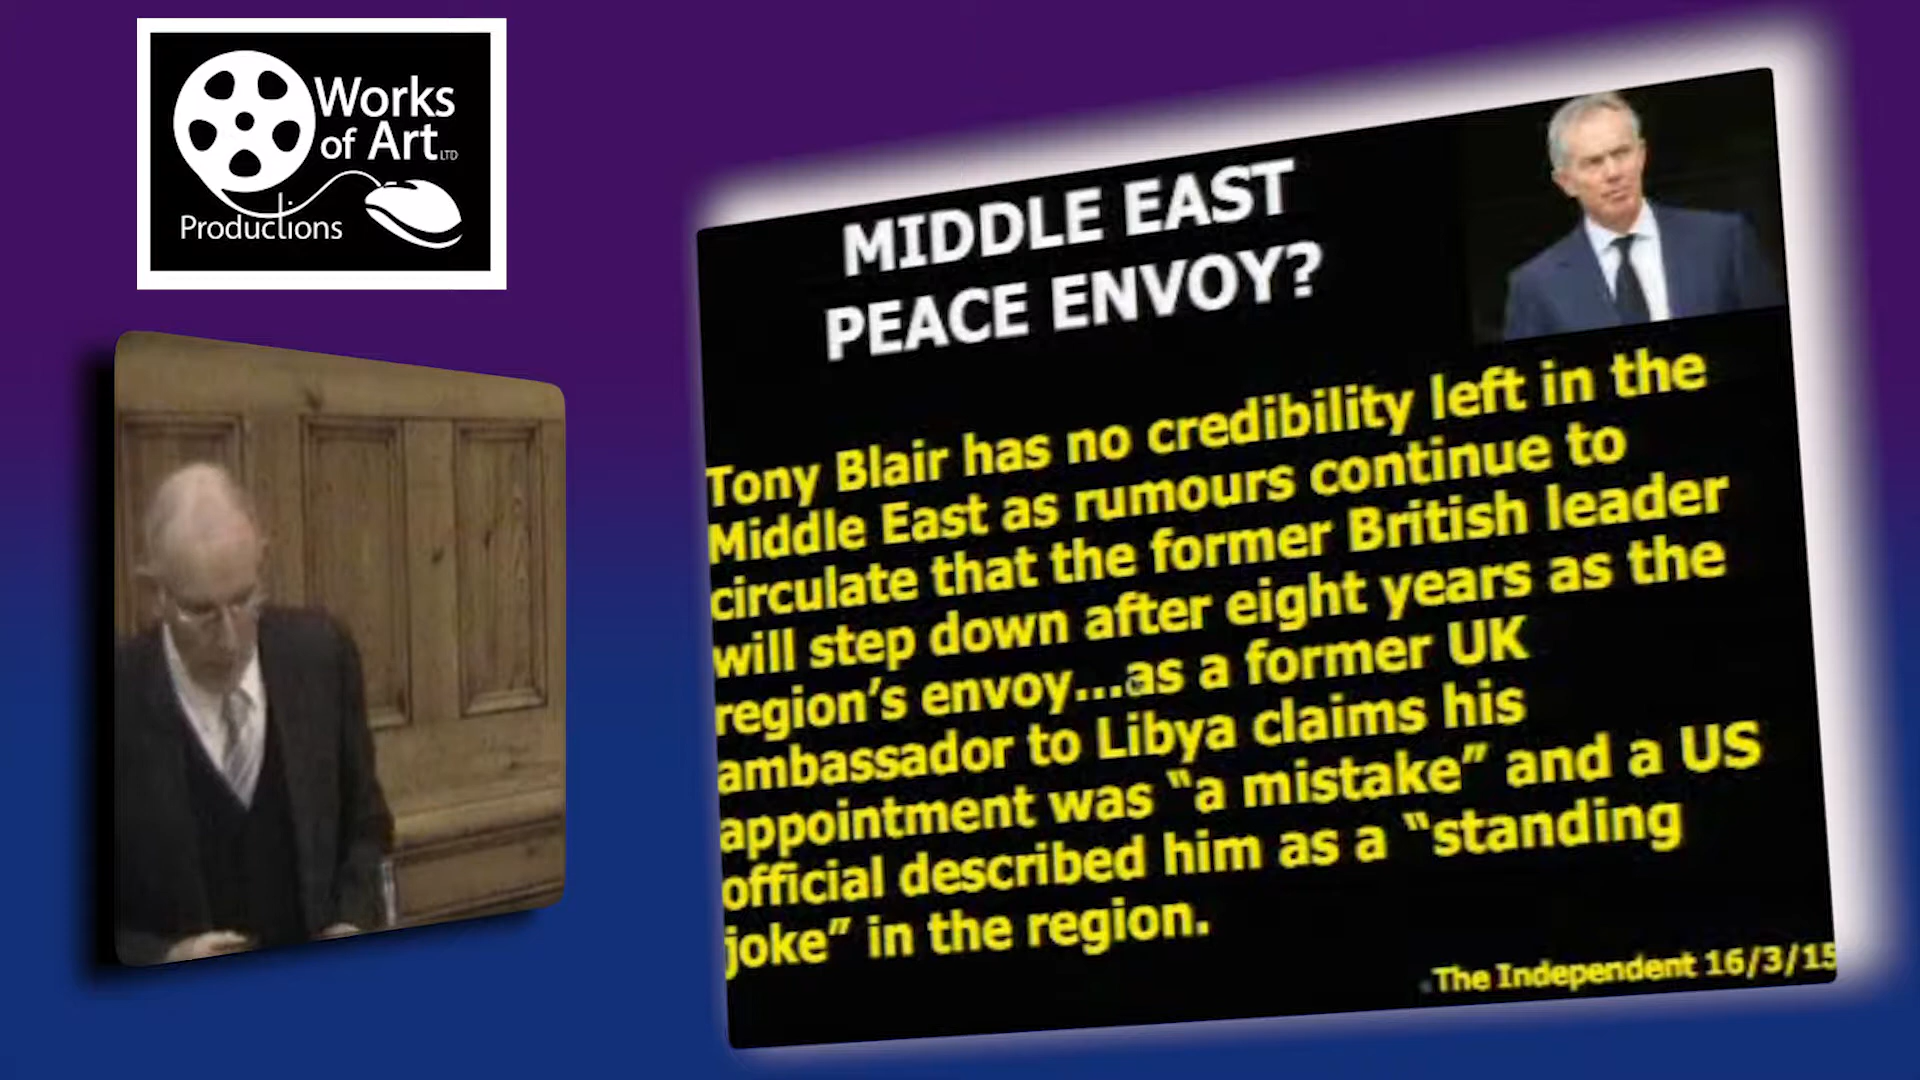 Works
of Art LTD
Productions
MIDDLE EAST
PEACE ENVOY?
Tony Blair has no credibility left in the
Middle East as rumours continue to
circulate that the former British leader
will step down after eight years as the
region's envoy...as a former UK
ambassador to Libya claims his
appointment was "a mistake" and a US
official described him as a "standing
joke" in the region.
The Independent 16/3/15